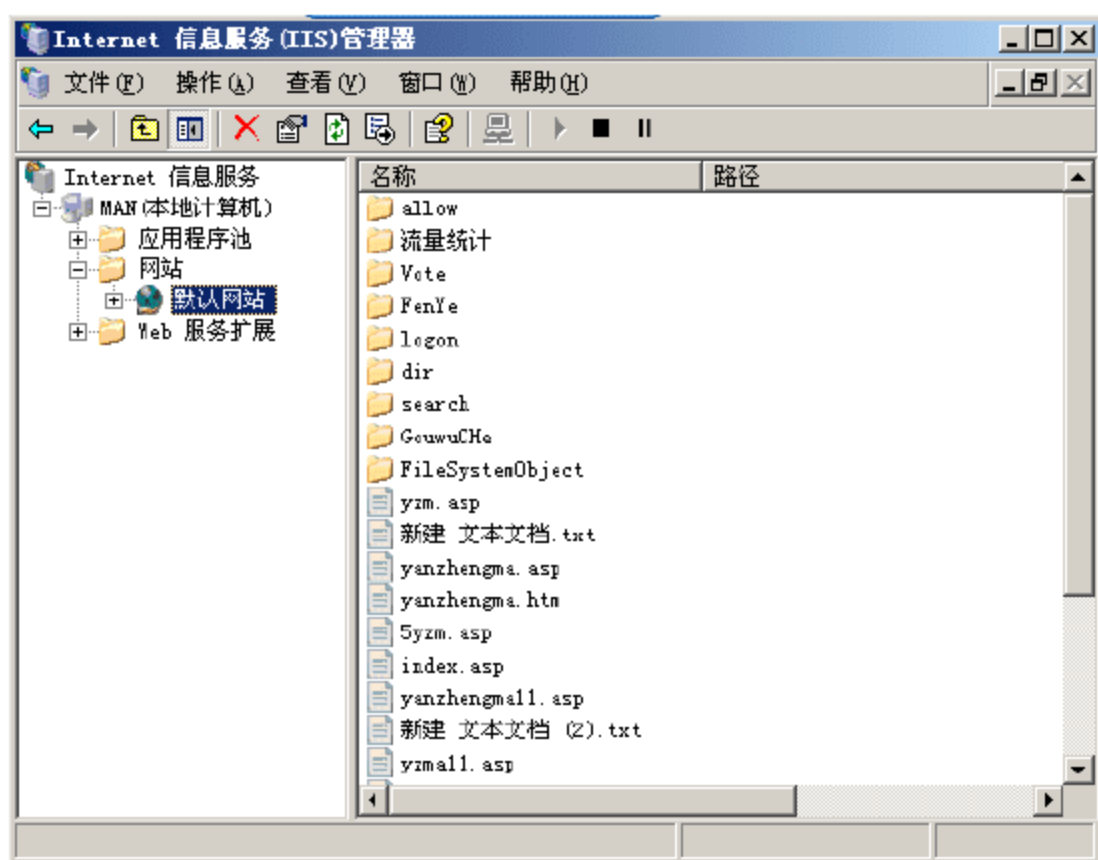 Internet 信息服务(IIS)管理器
文件(F) 操作(A) 查看(V) 窗口(W) 帮助(H)
Internet 信息服务
MAN(本地计算机)
应用程序池
网站
默认网站
Web 服务扩展
名称 路径
allow
流量统计
Vote
FenYe
logon
dir
search
GouwuCHe
FileSystemObject
yzm.asp
新建 文本文档.txt
yanzhengma.asp
yanzhengma.htm
5yzm.asp
index.asp
yanzhengma11.asp
新建 文本文档 (2).txt
yzma11.asp